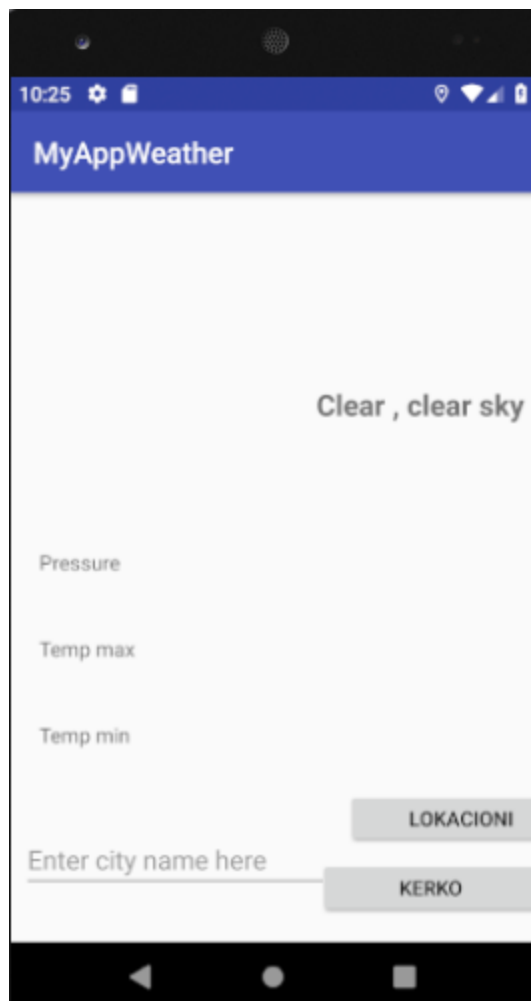 10:25
MyAppWeather
Clear , clear sky
Pressure
Temp max
Temp min
LOKACIONI
Enter city name here
KERKO